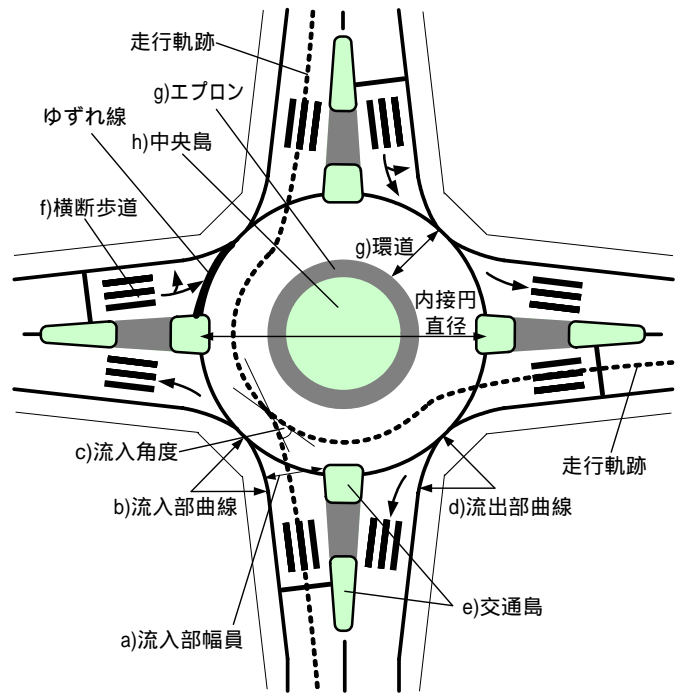 走行軌跡
g)エプロン
ゆずれ線
h)中央島
f)横断歩道
g)環道
内接円
直径
c)流入角度
走行軌跡
b)流入部曲線
d)流出部曲線
e)交通島
a)流入部幅員